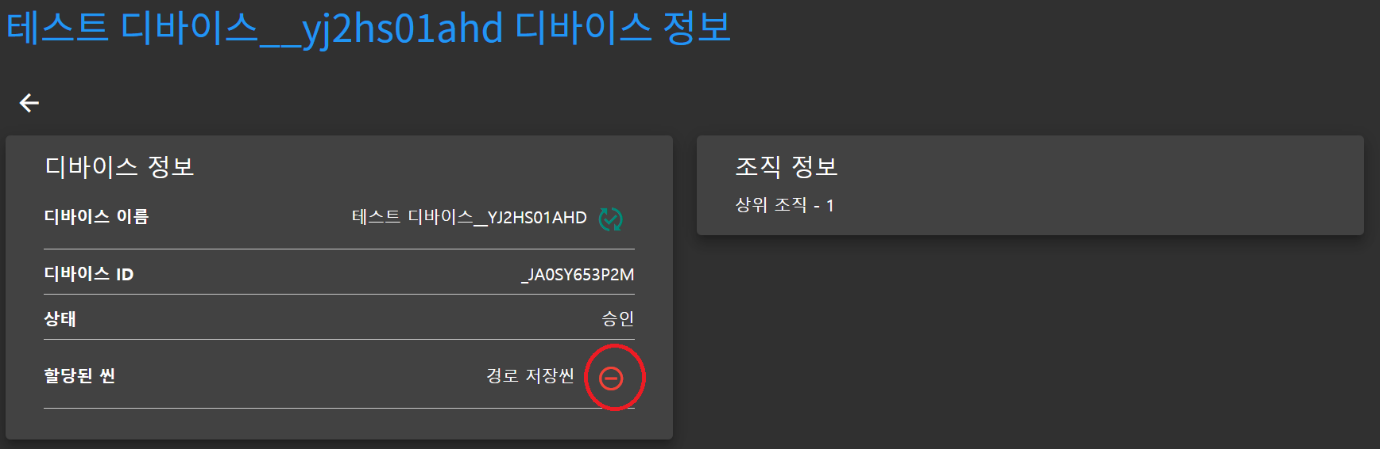 테스트 디바이스__yj2hs01ahd 디바이스 정보
디바이스 정보
디바이스 이름 테스트 디바이스__YJ2HS01AHD
디바이스 ID _JA0SY653P2M
상태 승인
할당된 씬 경로 저장씬
조직 정보
상위 조직 - 1